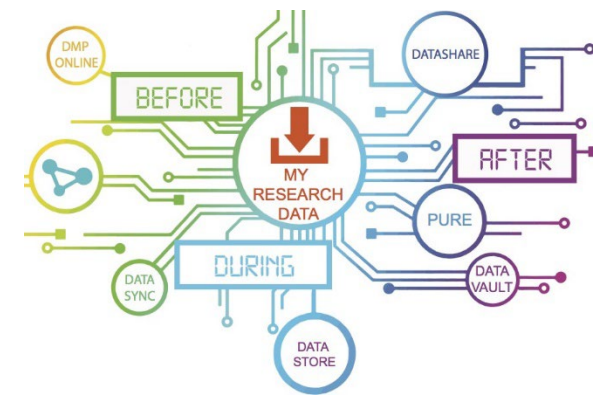 DMP
ONLINE
BEFORE
DATASHARE
MY
RESEARCH
DATA
AFTER
PURE
DURING
DATA
SYNC
DATA
VAULT
DATA
STORE